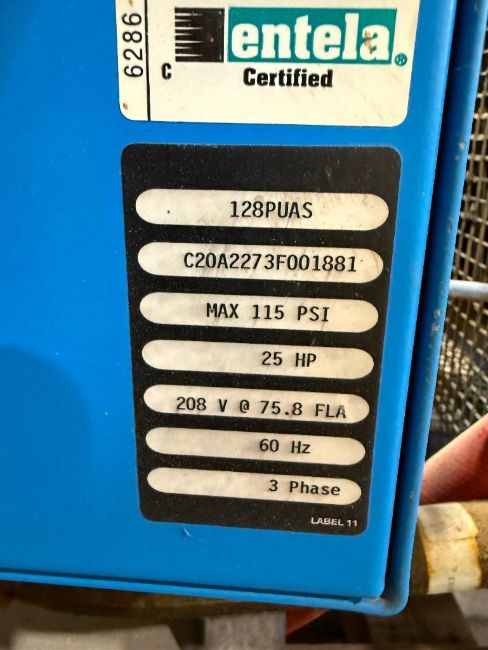 6286
C
entela®
Certified
128PUAS
C20A2273F001881
MAX 115 PSI
25 HP
208 V @ 75.8 FLA
60 Hz
3 Phase
LABEL 11